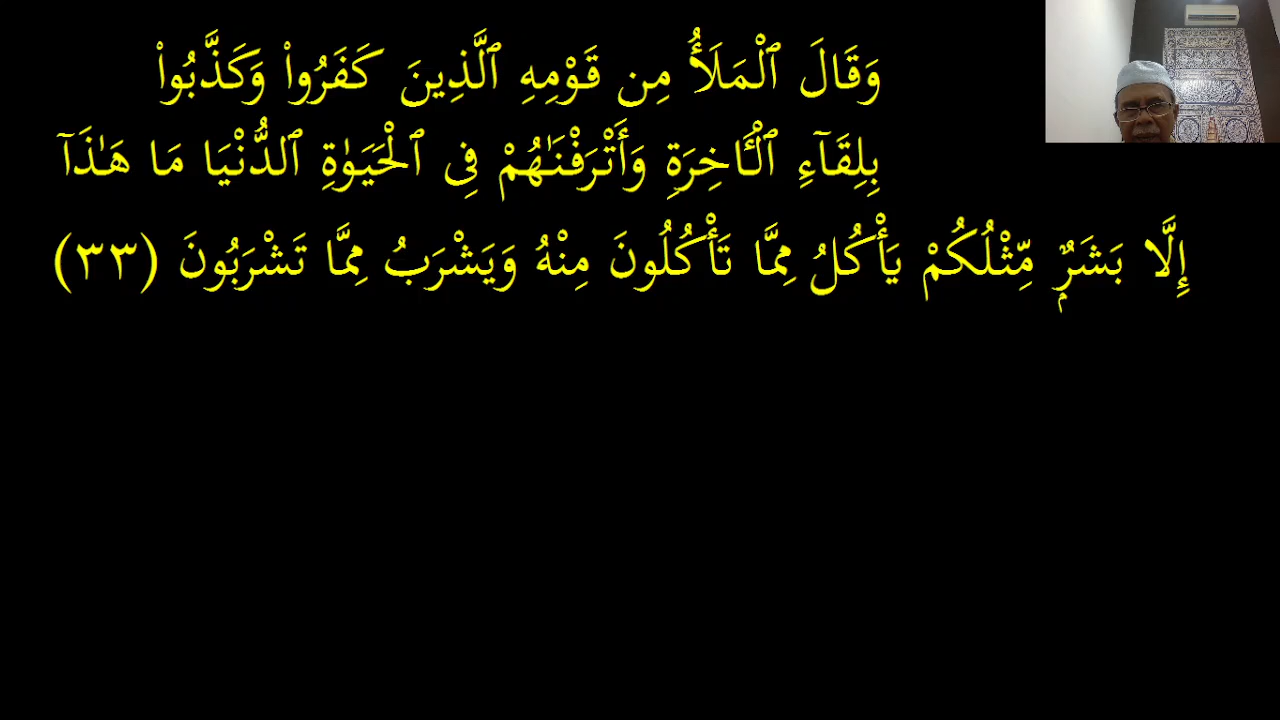 وَقَالَ ٱلْمَلَأُ مِن قَوْمِهِ ٱلَّذِينَ كَفَرُوا۟ وَكَذَّبُوا۟
بِلِقَآءِ ٱلْـَٔاخِرَةِ وَأَتْرَفْنَـٰهُمْ فِى ٱلْحَيَوٰةِ ٱلدُّنْيَا مَا هَـٰذَآ
إِلَّا بَشَرٌۭ مِّثْلُكُمْ يَأْكُلُ مِمَّا تَأْكُلُونَ مِنْهُ وَيَشْرَبُ مِمَّا تَشْرَبُونَ (٣٣)